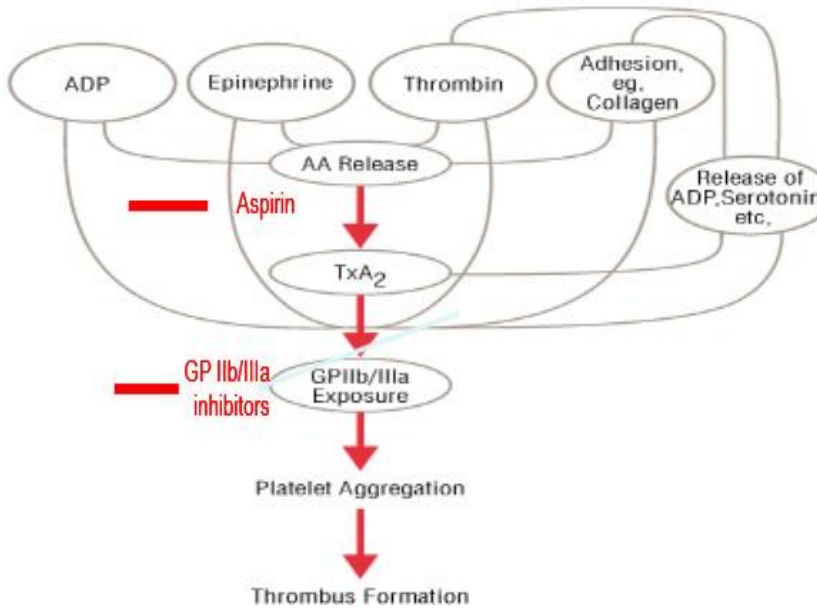 ADP
Epinephrine
Thrombin
Adhesion,
eg,
Collagen
AA Release
Release of
ADP,Serotonin
etc,
Aspirin
TxA2
GP IIb/IIIa
inhibitors
GPIIb/IIIa
Exposure
Platelet Aggregation
Thrombus Formation